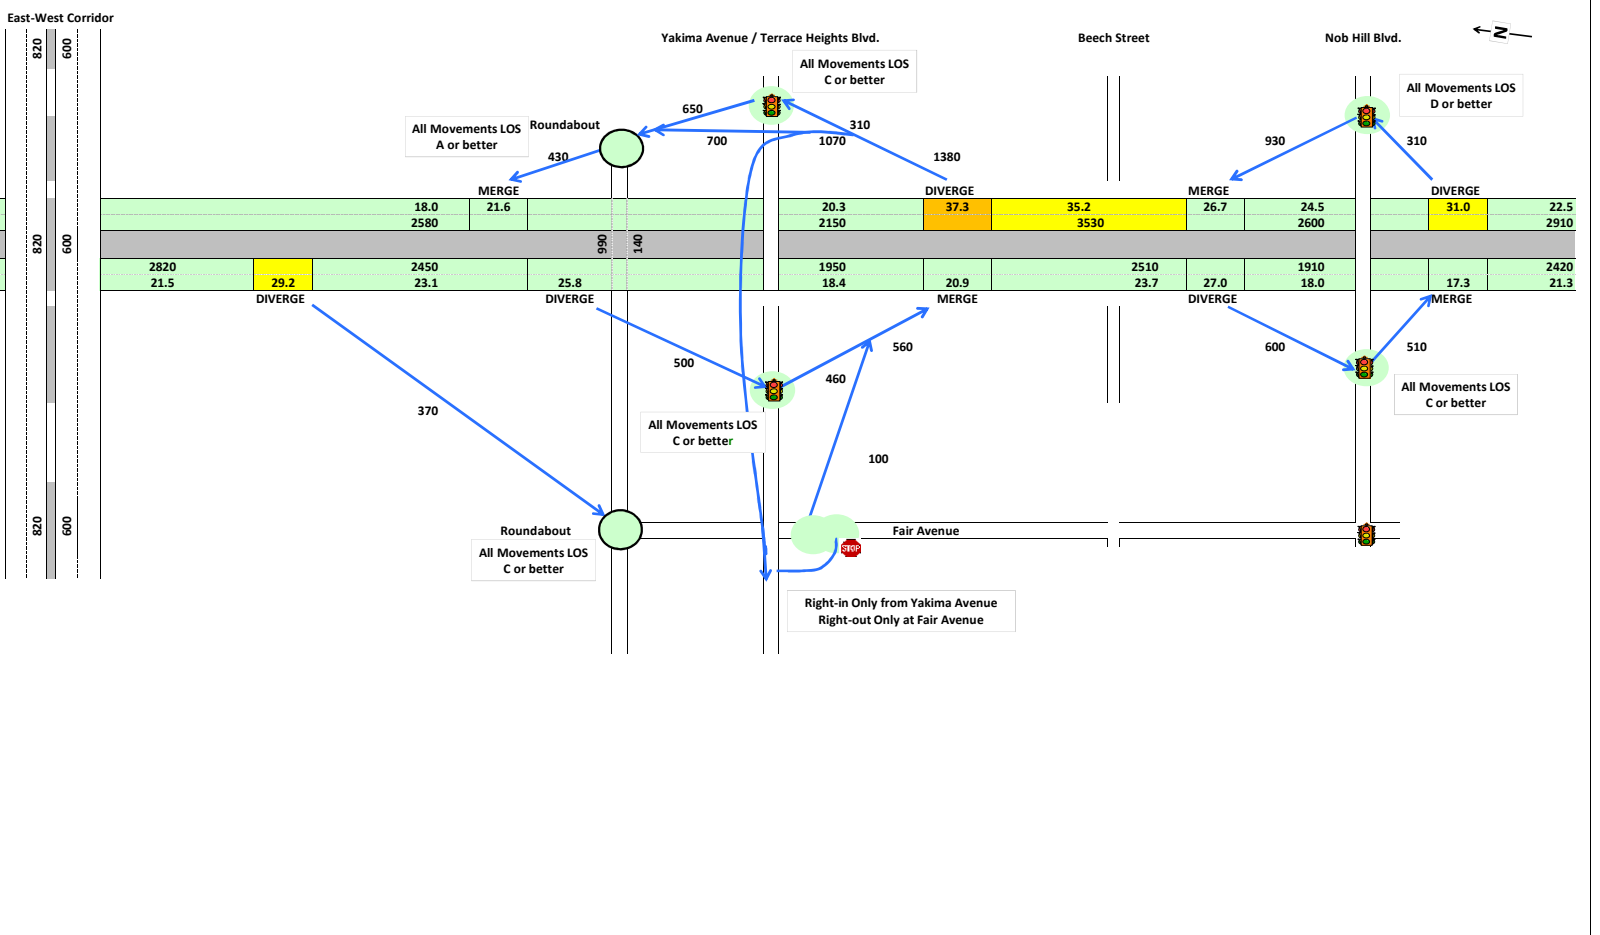 East-West Corridor
Yakima Avenue / Terrace Heights Blvd.
Beech Street
Nob Hill Blvd.
N
820
600
All Movements LOS
C or better
All Movements LOS
D or better
650
310
Roundabout
All Movements LOS
A or better
700
1070
930
310
430
1380
MERGE
DIVERGE
MERGE
DIVERGE
18.0
21.6
20.3
37.3
35.2
26.7
24.5
31.0
22.5
2580
2150
3530
2600
2910
820
600
990
140
2820
2450
1950
2510
1910
2420
21.5
29.2
23.1
25.8
18.4
20.9
23.7
27.0
18.0
17.3
21.3
DIVERGE
DIVERGE
MERGE
DIVERGE
MERGE
500
560
600
510
460
370
All Movements LOS
C or better
All Movements LOS
C or better
100
820
600
Roundabout
Fair Avenue
STOP
All Movements LOS
C or better
Right-in Only from Yakima Avenue
Right-out Only at Fair Avenue